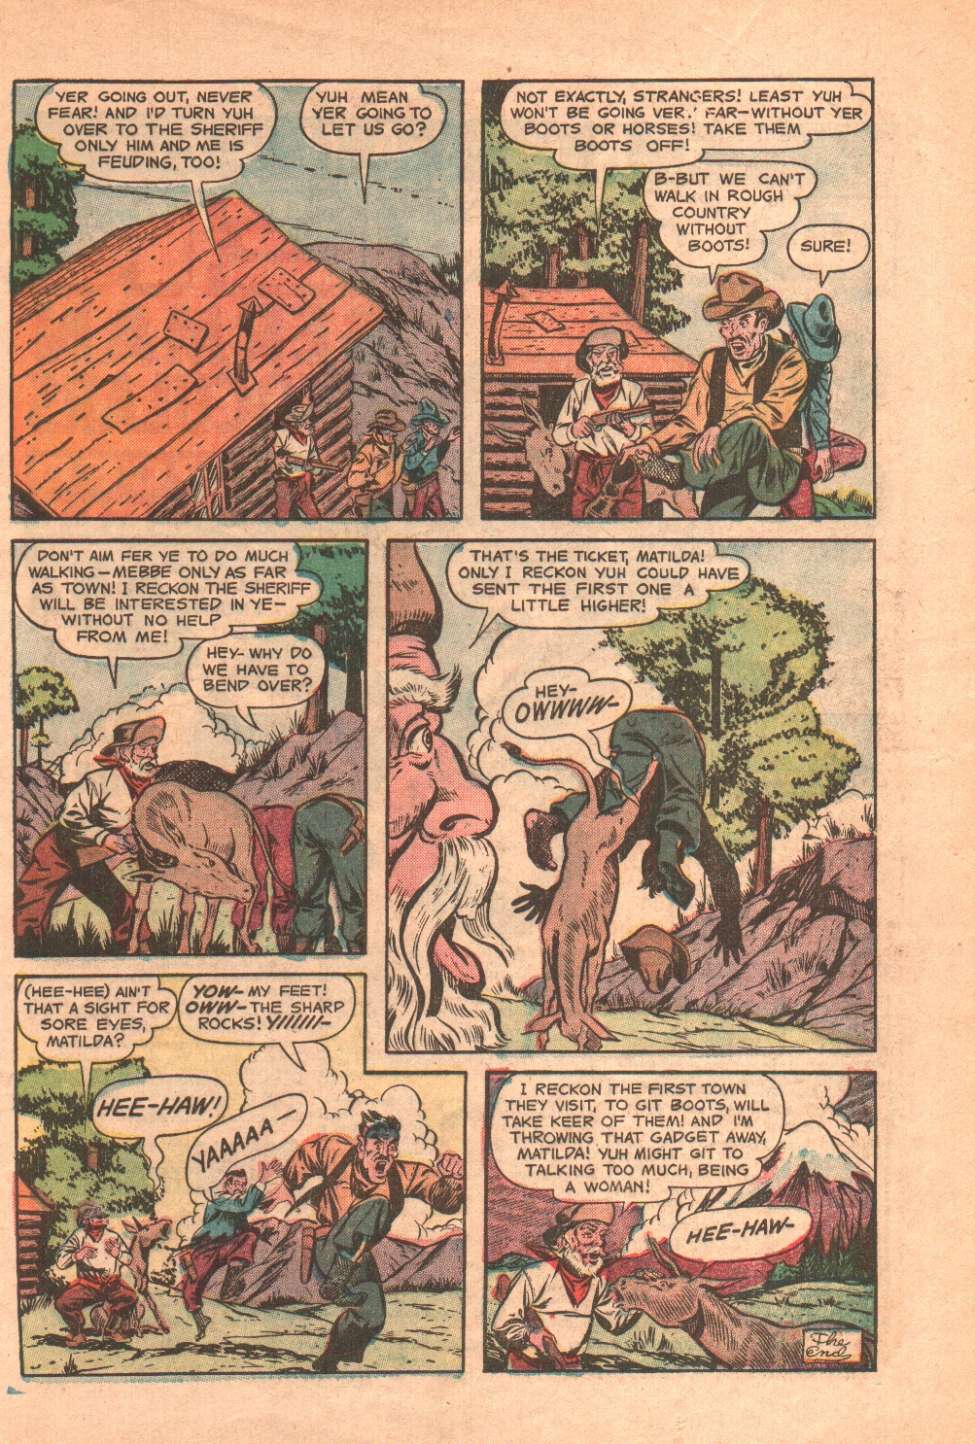 YER GOING OUT, NEVER
FEAR! AND I'D TURN YUH
OVER TO THE SHERIFF
ONLY HIM AND ME IS
FEUDING, TOO!
YUH MEAN
YER GOING TO
LET US GO?
NOT EXACTLY, STRANGERS! LEAST YUH
WON'T BE GOING VER.' FAR-WITHOUT YER
BOOTS OR HORSES! TAKE THEM
BOOTS OFF!
B-BUT WE CAN'T
WALK IN ROUGH
COUNTRY
WITHOUT
BOOTS!
SURE!
DON'T AIM FER YE TO DO MUCH
WALKING-MEBBE ONLY AS FAR
AS TOWN! I RECKON THE SHERIFF
WILL BE INTERESTED IN YE-
WITHOUT NO HELP
FROM ME!
HEY-WHY DO
WE HAVE TO
BEND OVER?
THAT'S THE TICKET, MATILDA!
ONLY I RECKON YUH COULD HAVE
SENT THE FIRST ONE A
LITTLE HIGHER!
HEY-
OWWWW-
(HEE-HEE) AIN'T
THAT A SIGHT FOR
SORE EYES,
MATILDA?
YOW- MY FEET!
OWW-THE SHARP
ROCKS! YIIIIII-
HEE-HAW!
YAAAAA-
I RECKON THE FIRST TOWN
THEY VISIT, TO GIT BOOTS, WILL
TAKE KEER OF THEM! AND I'M
THROWING THAT GADGET AWAY,
MATILDA! YUH MIGHT GIT TO
TALKING TOO MUCH, BEING
A WOMAN!
HEE-HAW-
The
End